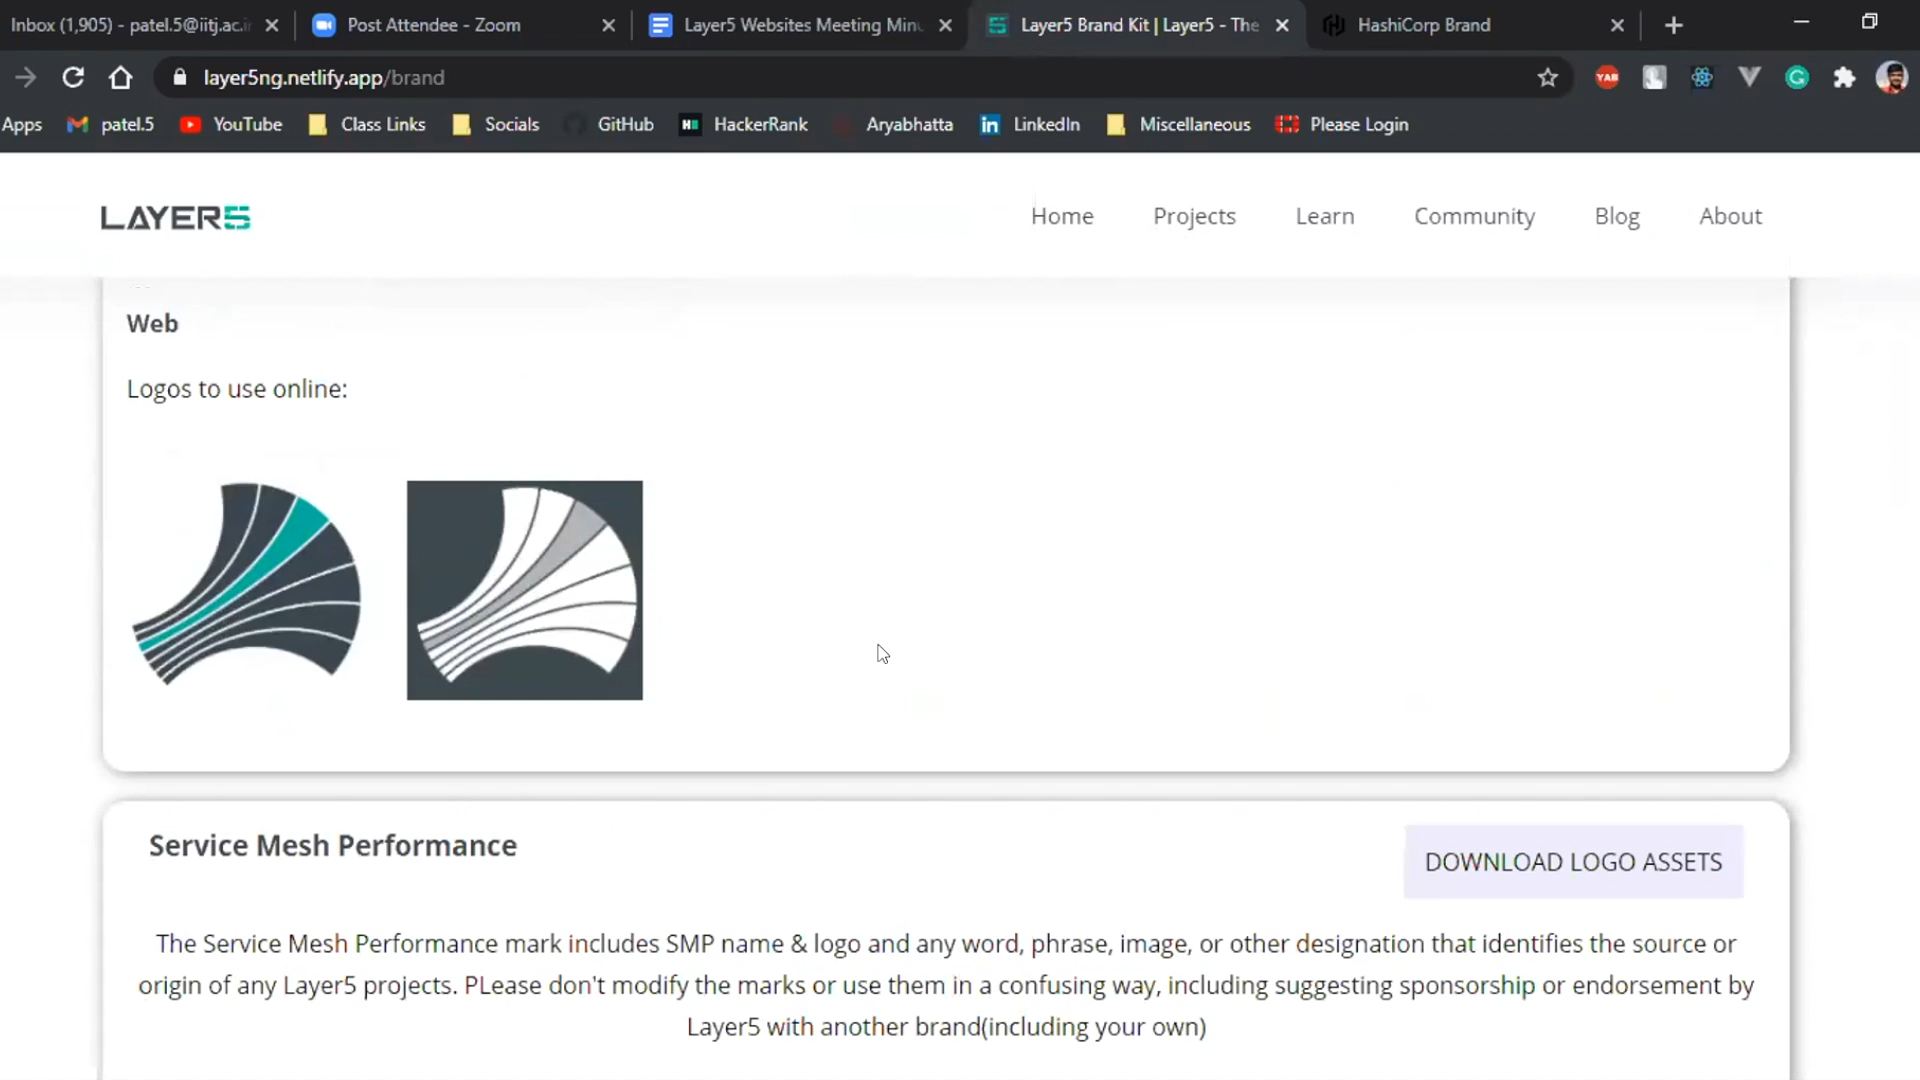 Inbox (1,905) - patel.5@iitj.ac.i
Post Attendee - Zoom
Layer5 Websites Meeting Min
Layer5 Brand Kit | Layer5 - The
HashiCorp Brand
layer5ng.netlify.app/brand
YAB
Apps
patel.5
YouTube
Class Links
Socials
GitHub
HackerRank
Aryabhatta
LinkedIn
Miscellaneous
Please Login
LAYER5
Home
Projects
Learn
Community
Blog
About
Web
Logos to use online:
Service Mesh Performance
DOWNLOAD LOGO ASSETS
The Service Mesh Performance mark includes SMP name & logo and any word, phrase, image, or other designation that identifies the source or
origin of any Layer5 projects. PLease don't modify the marks or use them in a confusing way, including suggesting sponsorship or endorsement by
Layer5 with another brand(including your own)